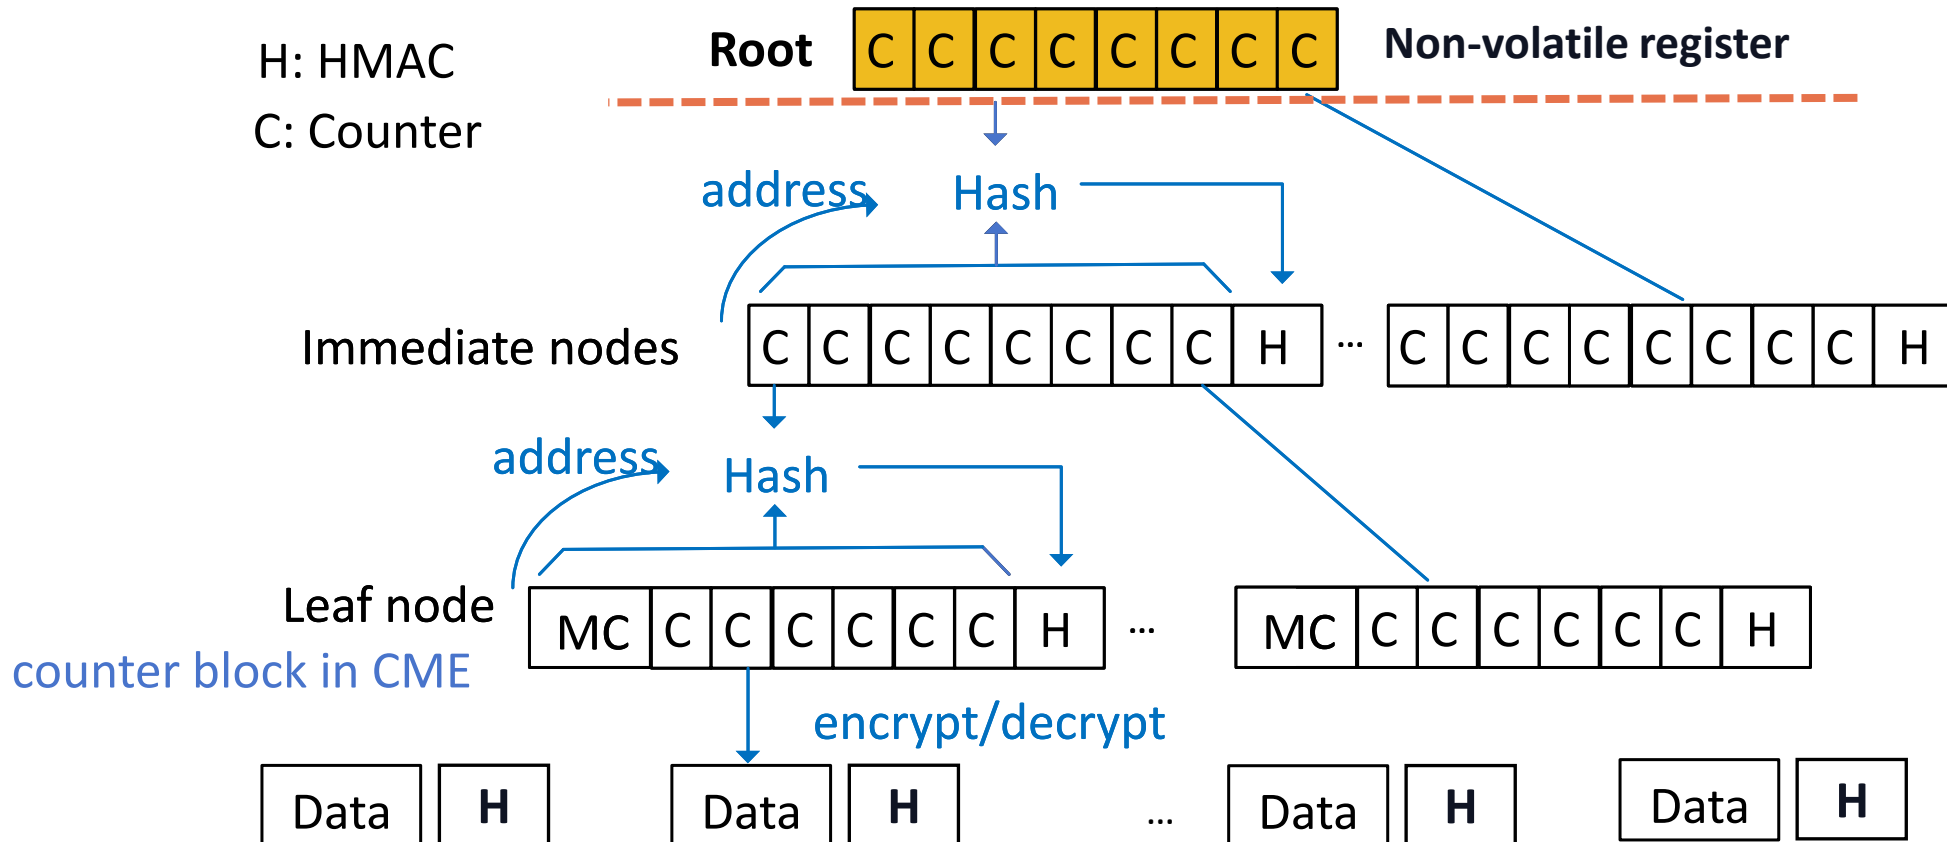 H: HMAC
C: Counter
Root C C C C C C C C Non-volatile register
address Hash
Immediate nodes C C C C C C C C H ... C C C C C C C C H
address Hash
Leaf node MC C C C C C C H ... MC C C C C C C H
counter block in CME
encrypt/decrypt
Data H Data H ... Data H Data H